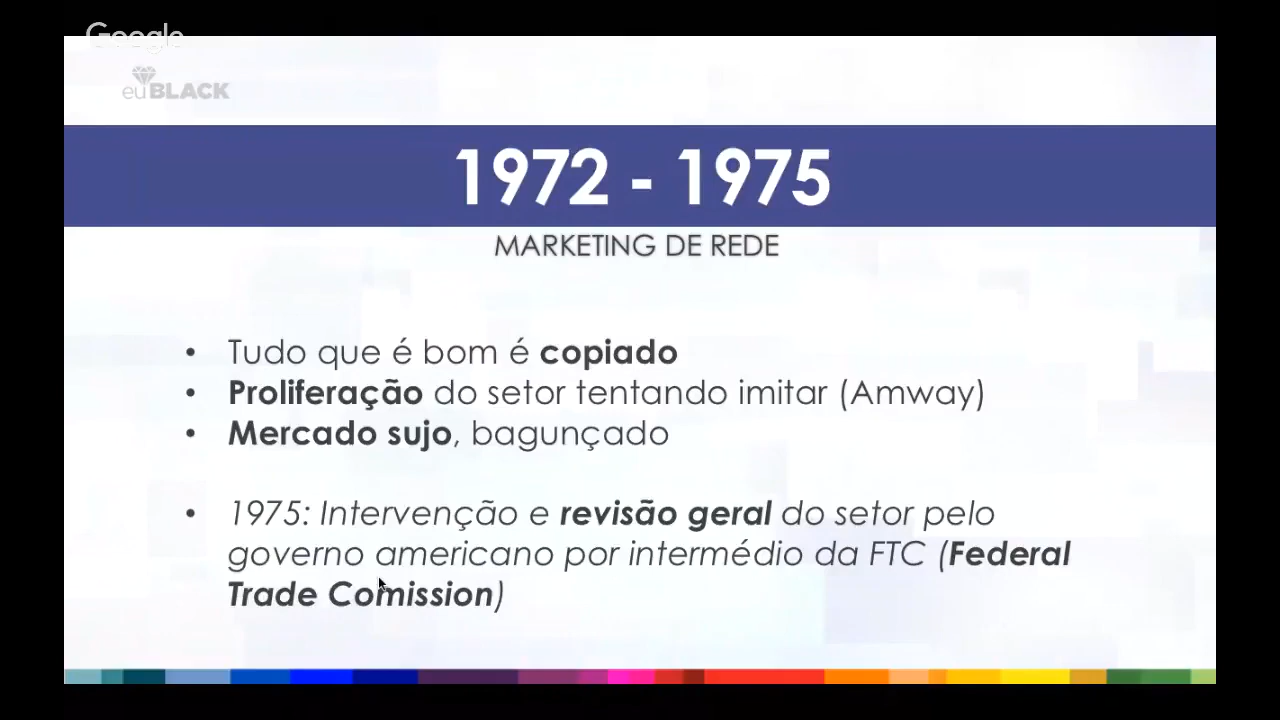 Google
euBLACK
1972 - 1975
MARKETING DE REDE
• Tudo que é bom é copiado
• Proliferação do setor tentando imitar (Amway)
• Mercado sujo, bagunçado
• 1975: Intervenção e revisão geral do setor pelo
governo americano por intermédio da FTC (Federal
Trade Comission)